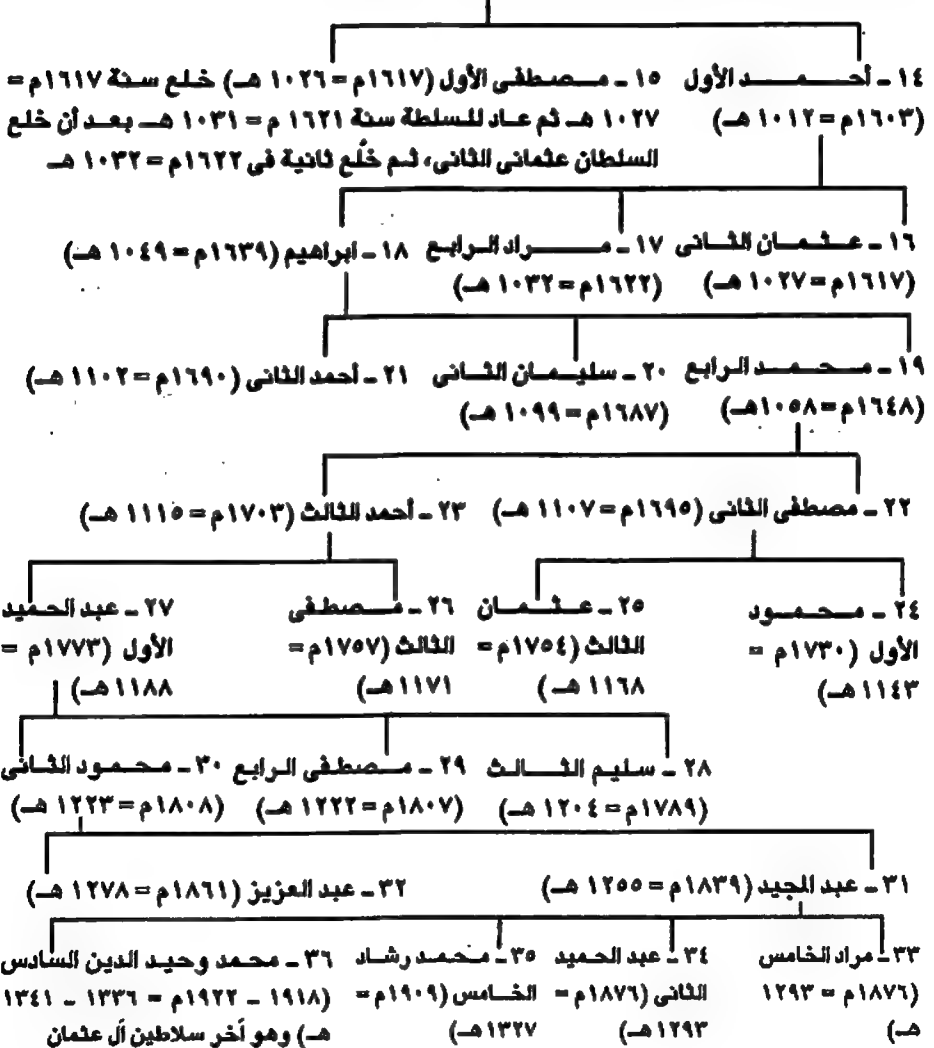 ١٤ ـ أحمد الأول
(١٦٠٣م=١٠١٢ هـ)
١٥ ـ مصطفى الأول (١٦١٧م=١٠٢٦ هـ) خلع سنة ١٦١٧م =
١٠٢٧ هـ ثم عاد للسلطة سنة ١٦٢١ م=١٠٣١ هـ بعد أن خلع
السلطان عثمانى الثانى، ثم خلع ثانية فى ١٦٢٢م=١٠٣٢ هـ
١٦ ـ عثمان الثانى
(١٦١٧م=١٠٢٧ هـ)
١٧ ـ مراد الرابع
(١٦٢٢م=١٠٣٢ هـ)
١٨ ـ ابراهيم (١٦٣٩م=١٠٤٩ هـ)
١٩ ـ محمد الرابع
(١٦٤٨م=١٠٥٨هـ)
٢٠ ـ سليمان الثانى
(١٦٨٧م=١٠٩٩ هـ)
٢١ ـ أحمد الثانى (١٦٩٠م=١١٠٢ هـ)
٢٢ ـ مصطفى الثانى (١٦٩٥م=١١٠٧ هـ)
٢٣ ـ أحمد الثالث (١٧٠٣م=١١١٥ هـ)
٢٤ ـ محمود
الأول (١٧٣٠م =
١١٤٣ هـ)
٢٥ ـ عثمان
الثالث (١٧٥٤م =
١١٦٨ هـ)
٢٦ ـ مصطفى
الثالث (١٧٥٧م=
١١٧١ هـ)
٢٧ ـ عبد الحميد
الأول (١٧٧٣م =
١١٨٨ هـ)
٢٨ ـ سليم الثالث
(١٧٨٩م=١٢٠٤ هـ)
٢٩ ـ مصطفى الرابع
(١٨٠٧م=١٢٢٢ هـ)
٣٠ ـ محمود الثانى
(١٨٠٨م=١٢٢٣ هـ)
٣١ ـ عبد المجيد (١٨٣٩م=١٢٥٥ هـ)
٣٢ ـ عبد العزيز (١٨٦١م=١٢٧٨ هـ)
٣٣ ـ مراد الخامس
(١٨٧٦م = ١٢٩٣
هـ)
٣٤ ـ عبد الحميد
الثانى (١٨٧٦م=
١٢٩٣هـ)
٣٥ ـ محمد رشاد
الخامس (١٩٠٩م=
١٣٢٧هـ)
٣٦ ـ محمد وحيد الدين السادس
(١٩١٨ ـ ١٩٢٢م = ١٣٣٦ ـ ١٣٤١
هـ) وهو آخر سلاطين آل عثمان